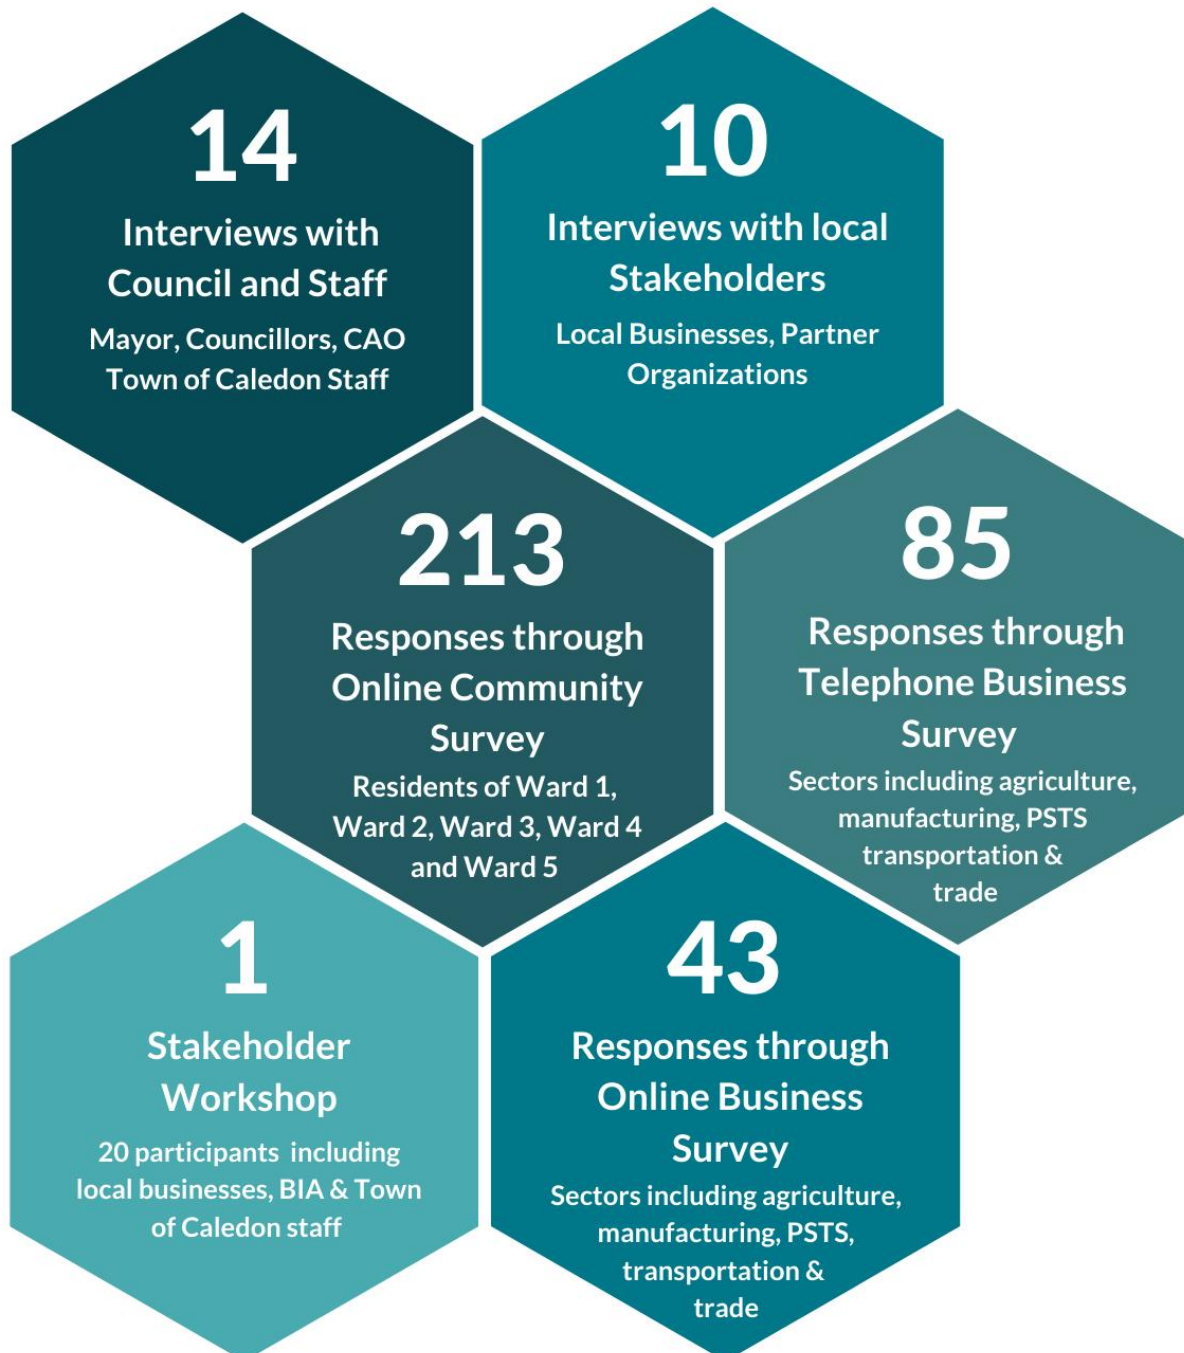 14
Interviews with
Council and Staff
Mayor, Councillors, CAO
Town of Caledon Staff
10
Interviews with local
Stakeholders
Local Businesses, Partner
Organizations
213
Responses through
Online Community
Survey
Residents of Ward 1,
Ward 2, Ward 3, Ward 4
and Ward 5
85
Responses through
Telephone Business
Survey
Sectors including agriculture,
manufacturing, PSTS
transportation &
trade
1
Stakeholder
Workshop
20 participants including
local businesses, BIA & Town
of Caledon staff
43
Responses through
Online Business
Survey
Sectors including agriculture,
manufacturing, PSTS,
transportation &
trade